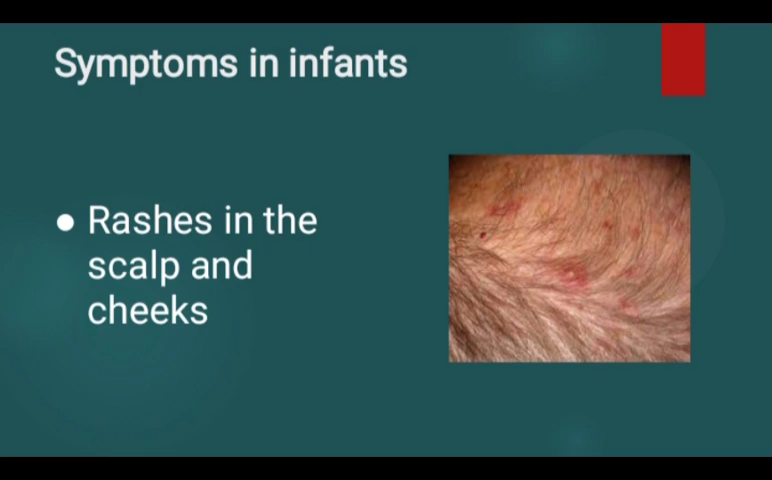 Symptoms in infants
● Rashes in the
scalp and
cheeks